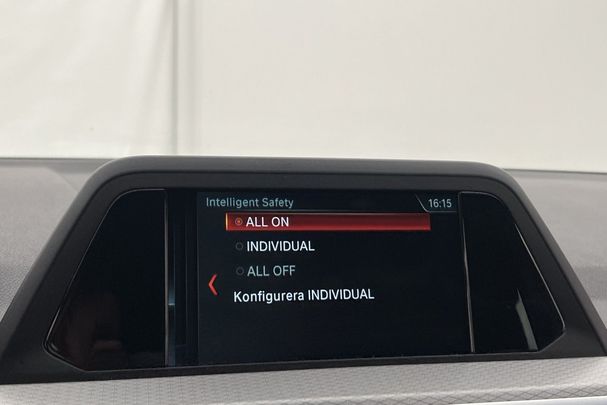 Intelligent Safety 16:15
ALL ON
INDIVIDUAL
ALL OFF
Konfigurera INDIVIDUAL